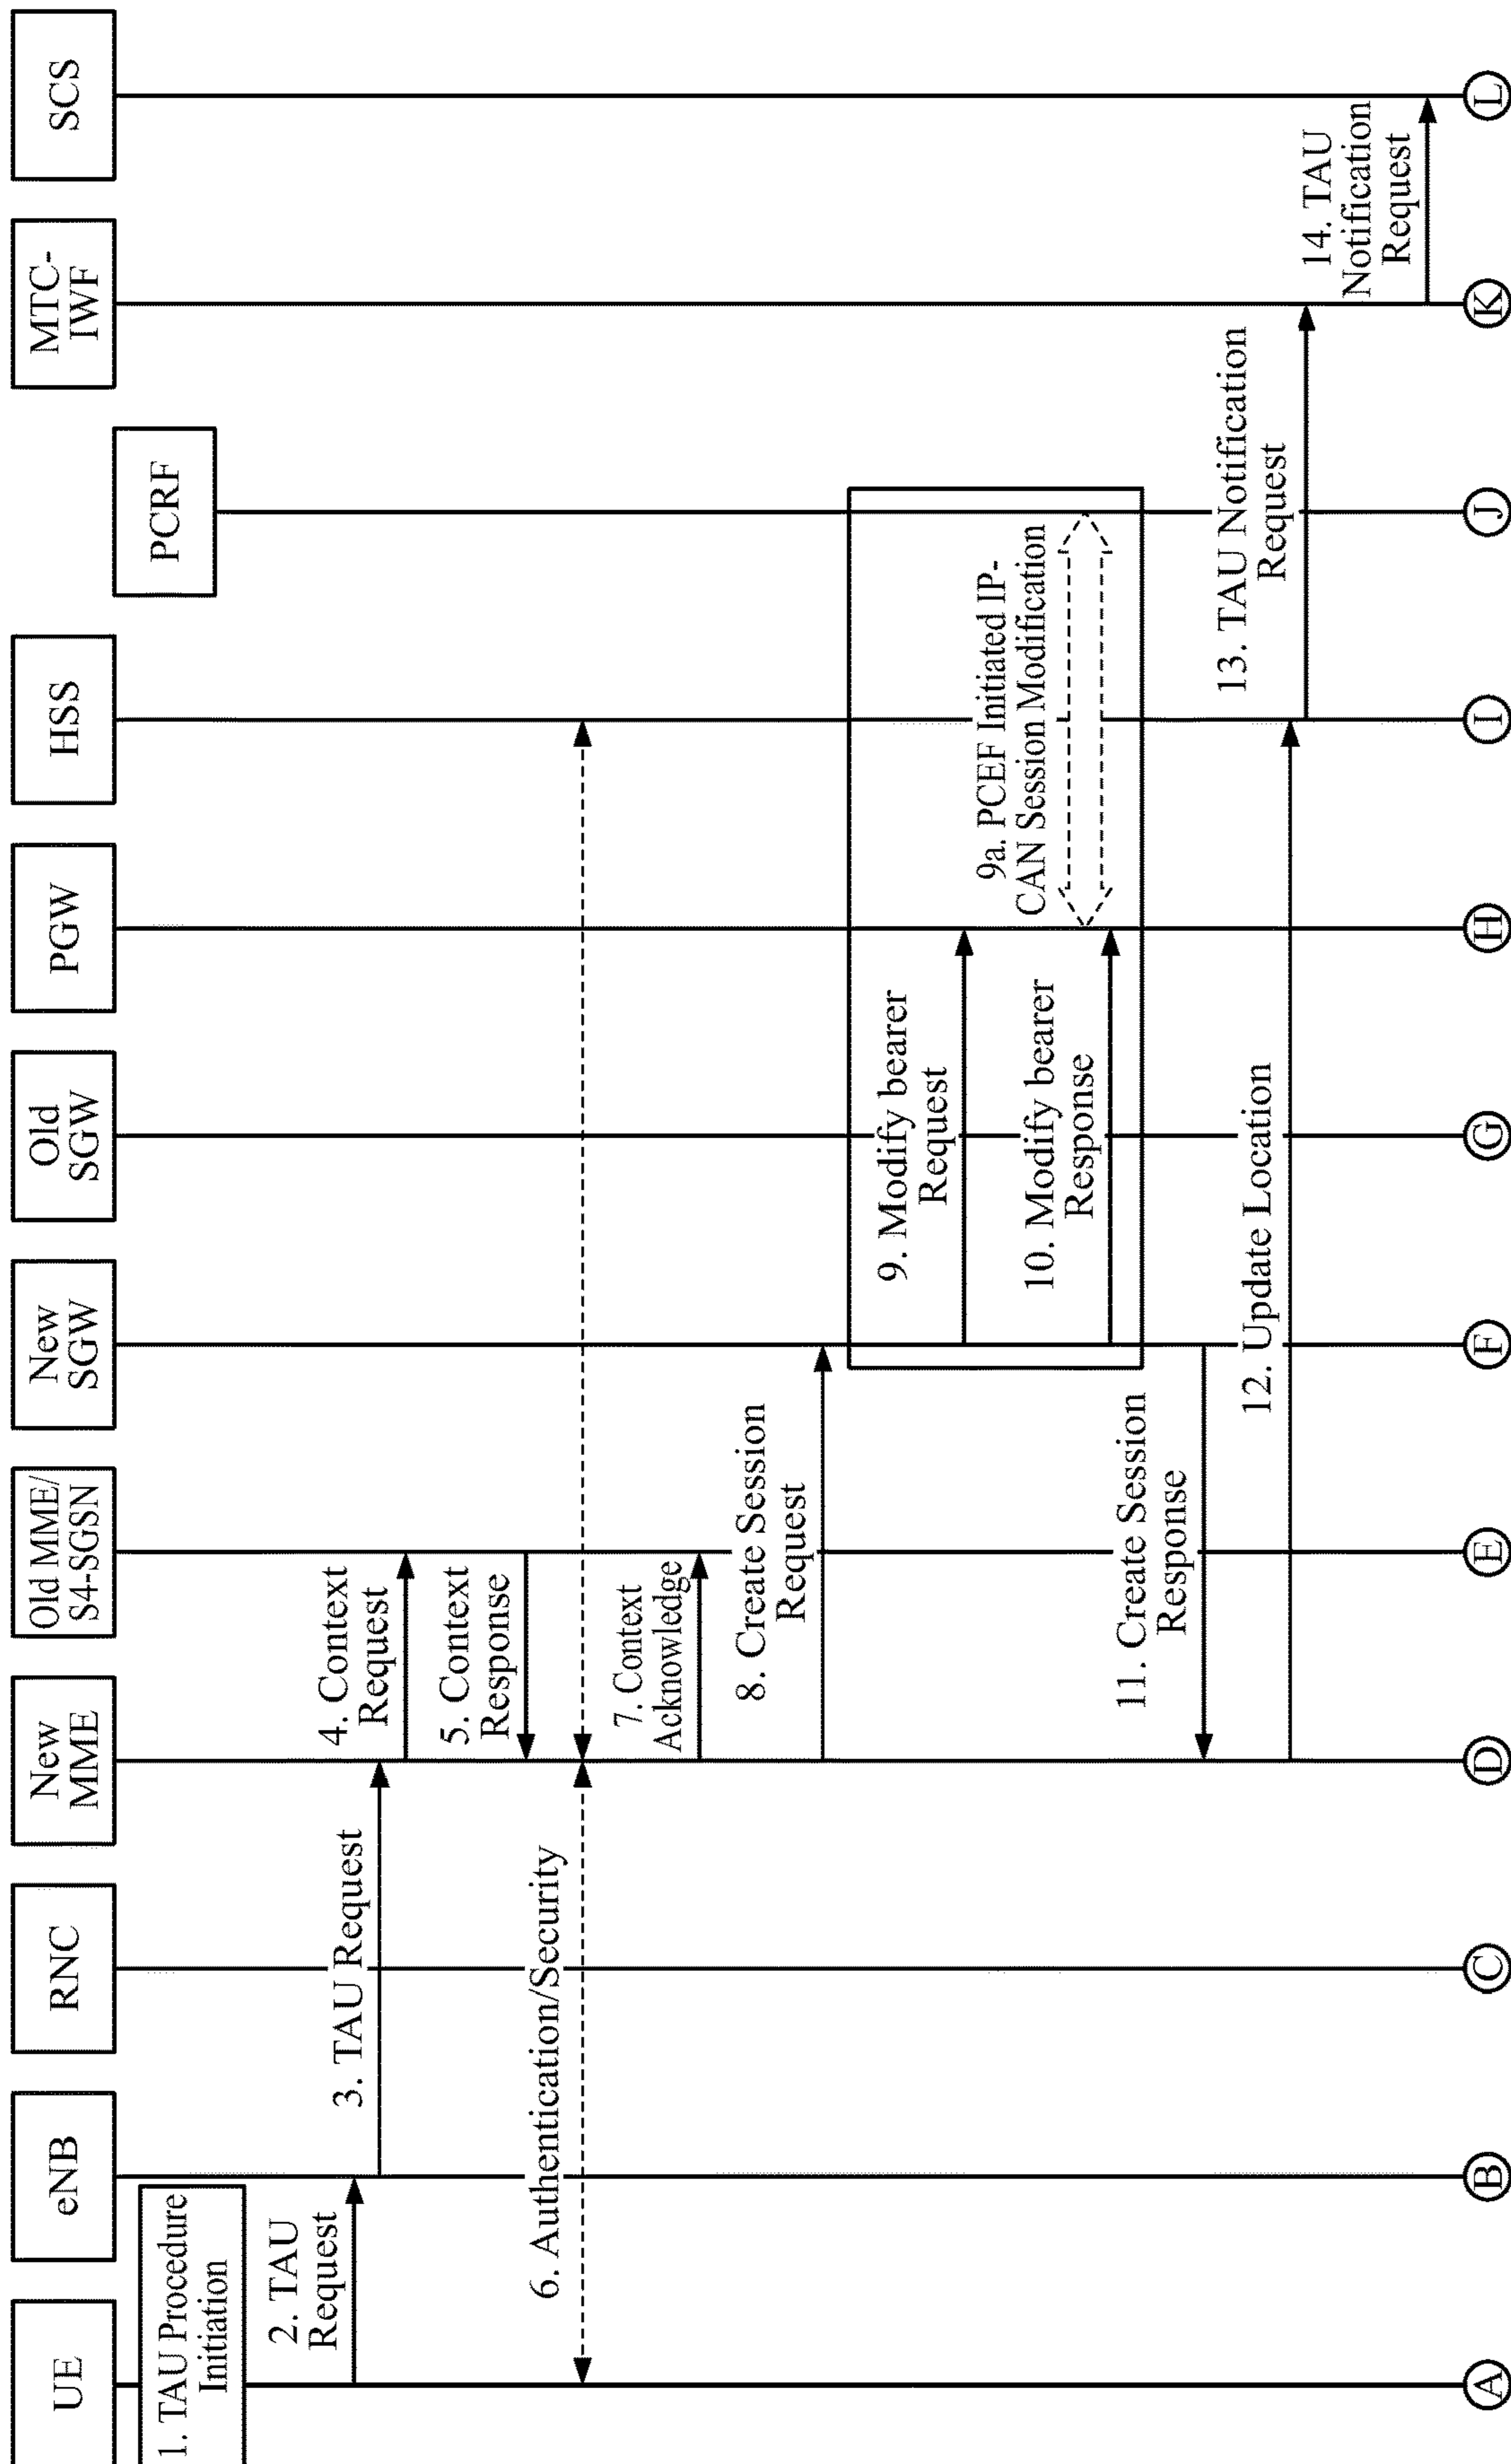 UE
eNB
RNC
New
MME
Old MME/
S4-SGSN
New
SGW
Old
SGW
PGW
HSS
PCRF
MTC-
IWF
SCS
1. TAU Procedure
Initiation
2. TAU
Request
3. TAU Request
4. Context
Request
5. Context
Response
6. Authentication/Security
7. Context
Acknowledge
8. Create Session
Request
9. Modify bearer
Request
9a. PCEF Initiated IP-
CAN Session Modification
10. Modify bearer
Response
11. Create Session
Response
12. Update Location
13. TAU Notification
Request
14. TAU
Notification
Request
A
B
C
D
E
F
G
H
I
J
K
L